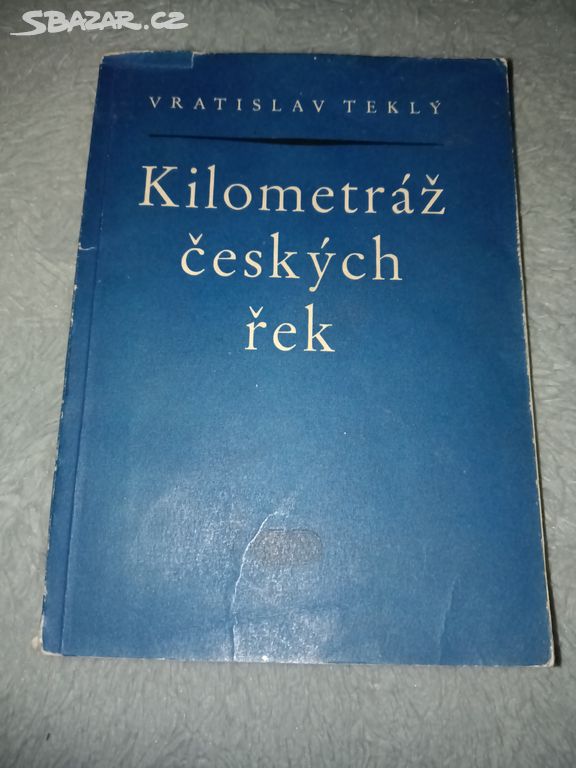 SBAZAR.CZ
VRATISLAV TEKLÝ
Kilometráž
českých
řek